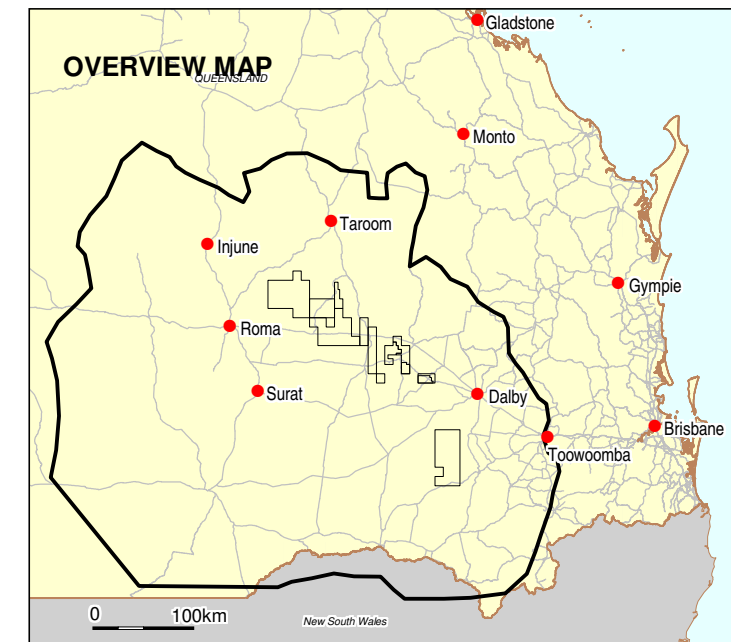 Gladstone
OVERVIEW MAP
QUEENSLAND
Monto
Taroom
Injune
Gympie
Roma
Surat
Dalby
Brisbane
Toowoomba
0 100km
New South Wales